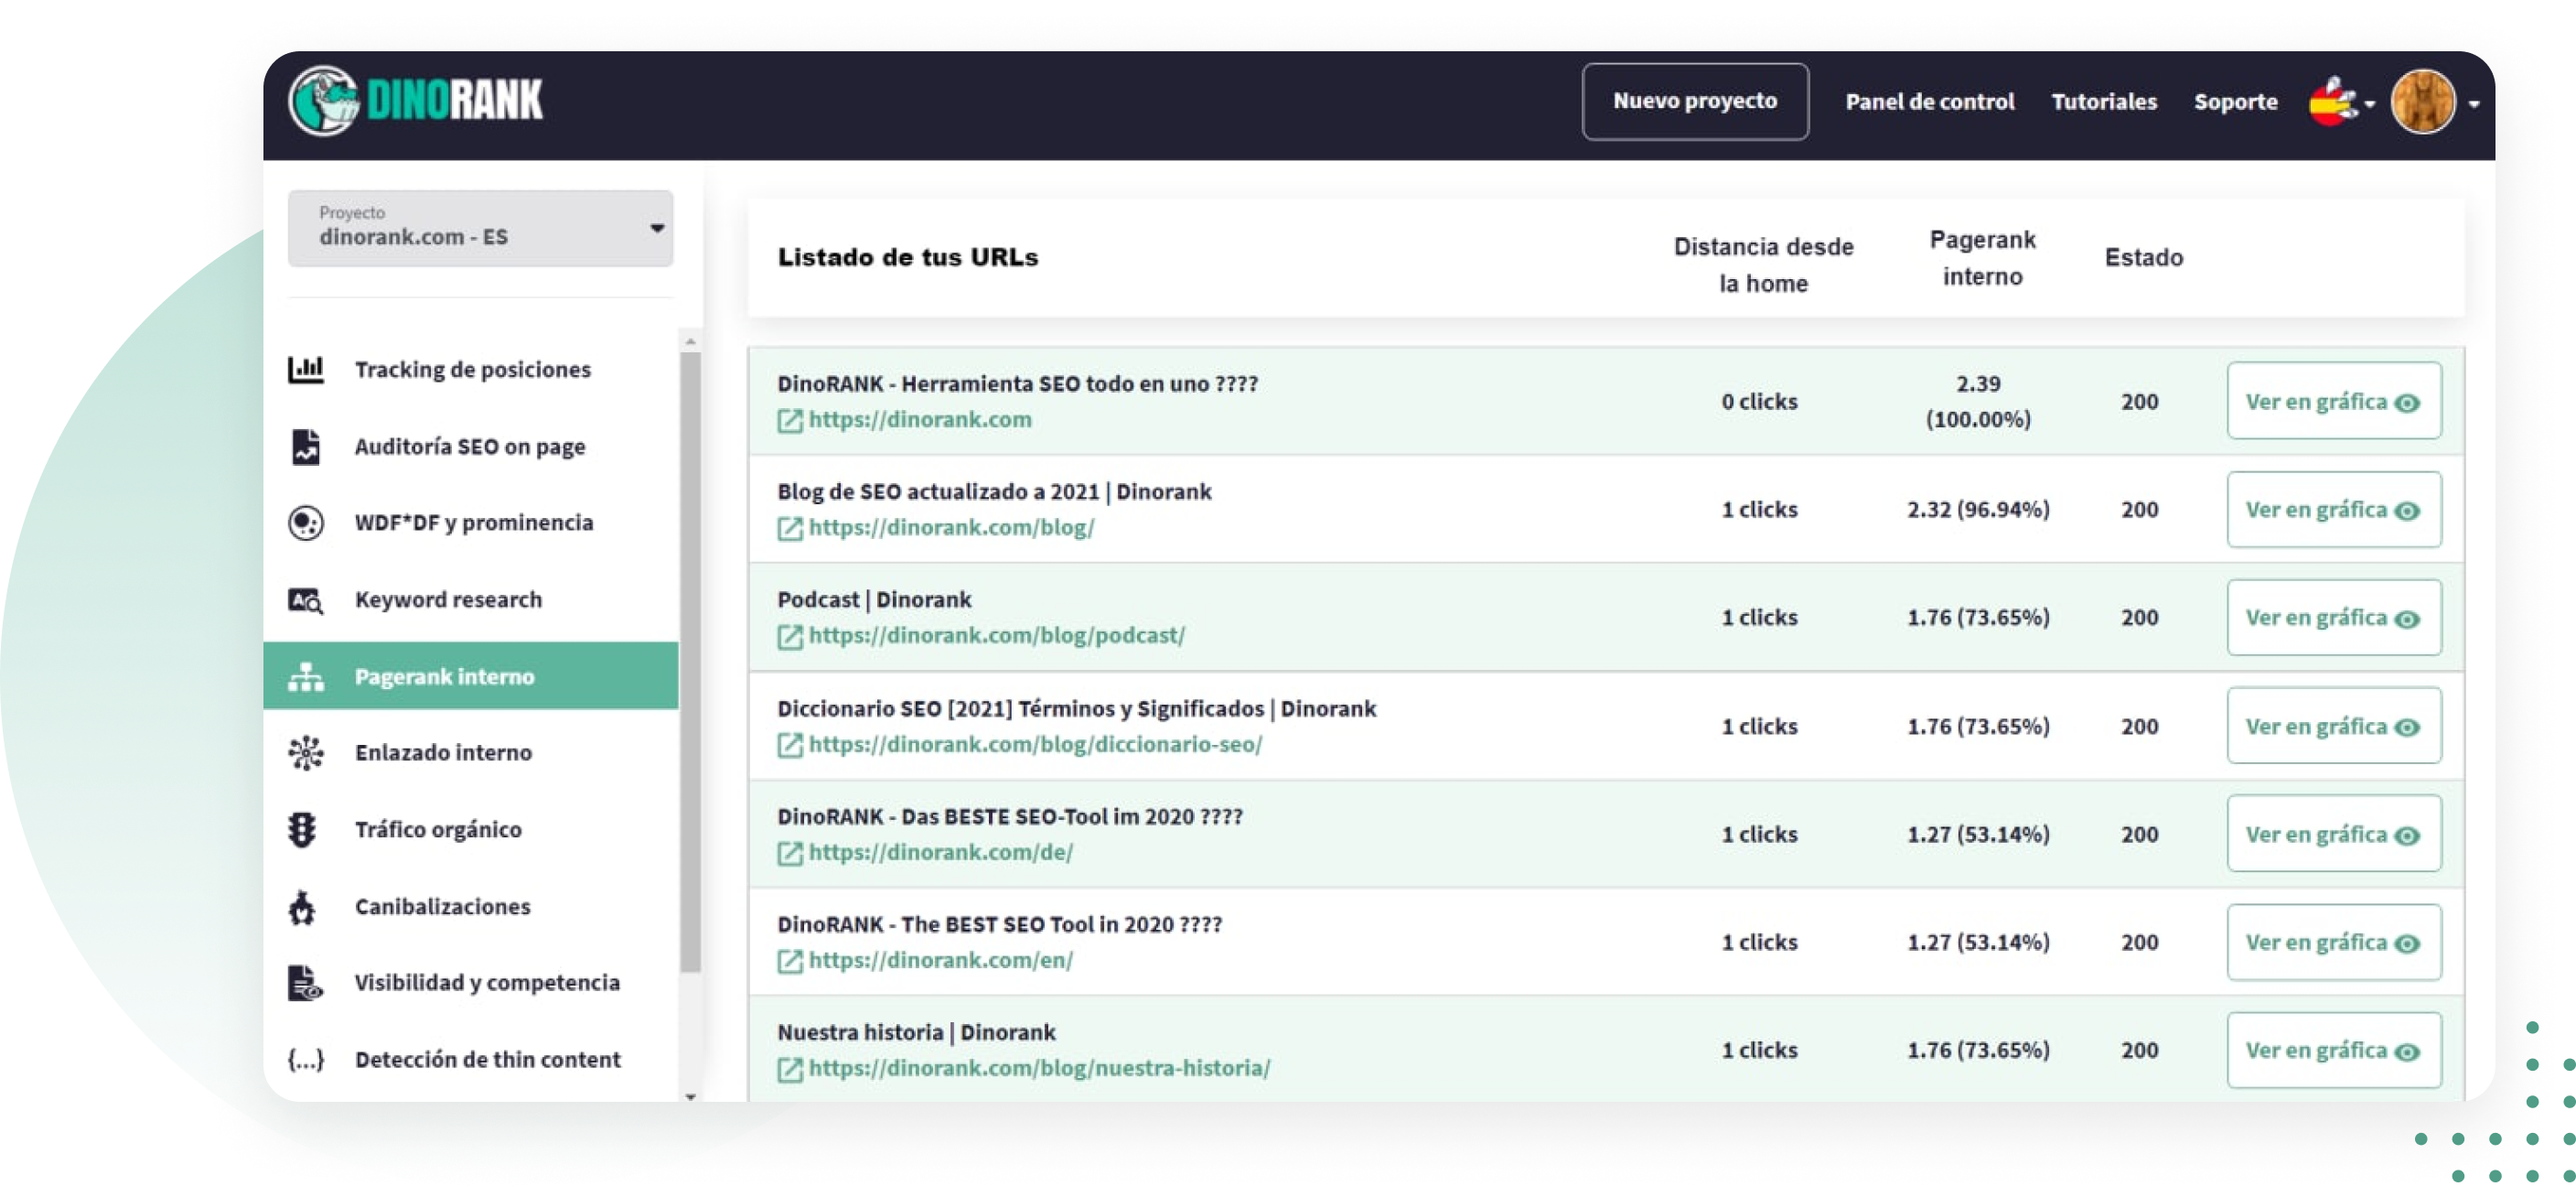 DINORANK
Nuevo proyecto
Panel de control
Tutoriales
Soporte
Proyecto
dinorank.com - ES
Tracking de posiciones
Auditoría SEO on page
WDF*DF y prominencia
Keyword research
Pagerank interno
Enlazado interno
Tráfico orgánico
Canibalizaciones
Visibilidad y competencia
{...} Detección de thin content
Listado de tus URLs
Distancia desde
la home
Pagerank
interno
Estado
DinoRANK - Herramienta SEO todo en uno ????
https://dinorank.com
0 clicks
2.39
(100.00%)
200
Ver en gráfica
Blog de SEO actualizado a 2021 | Dinorank
https://dinorank.com/blog/
1 clicks
2.32 (96.94%)
200
Ver en gráfica
Podcast | Dinorank
https://dinorank.com/blog/podcast/
1 clicks
1.76 (73.65%)
200
Ver en gráfica
Diccionario SEO [2021] Términos y Significados | Dinorank
https://dinorank.com/blog/diccionario-seo/
1 clicks
1.76 (73.65%)
200
Ver en gráfica
DinoRANK - Das BESTE SEO-Tool im 2020 ????
https://dinorank.com/de/
1 clicks
1.27 (53.14%)
200
Ver en gráfica
DinoRANK - The BEST SEO Tool in 2020 ????
https://dinorank.com/en/
1 clicks
1.27 (53.14%)
200
Ver en gráfica
Nuestra historia | Dinorank
https://dinorank.com/blog/nuestra-historia/
1 clicks
1.76 (73.65%)
200
Ver en gráfica